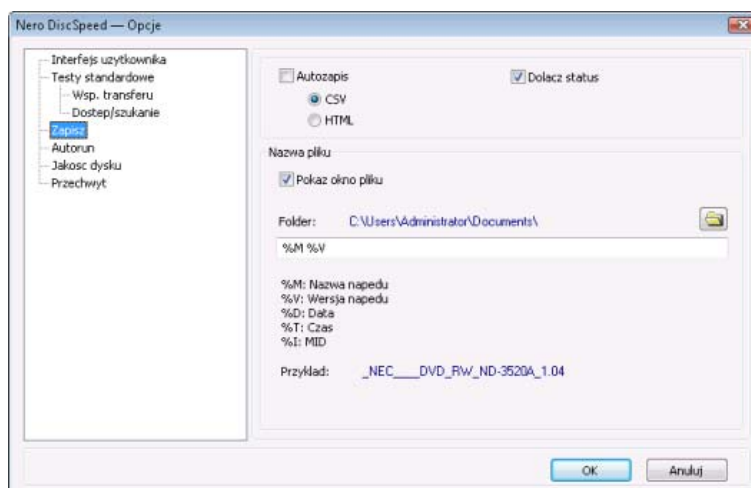 Nero DiscSpeed — Opcje
Interfejs uzytkownika
Testy standardowe
Wsp. transferu
Dostep/szukanie
Zapisz
Autorun
Jakosc dysku
Przechwyt
Autozapis
Dolacz status
CSV
HTML
Nazwa pliku
Pokaz okno pliku
Folder: C:\Users\Administrator\Documents\
%M %V
%M: Nazwa napedu
%V: Wersja napedu
%D: Data
%T: Czas
%I: MID
Przyklad: _NEC____DVD_RW_ND-3520A_1.04
OK
Anuluj